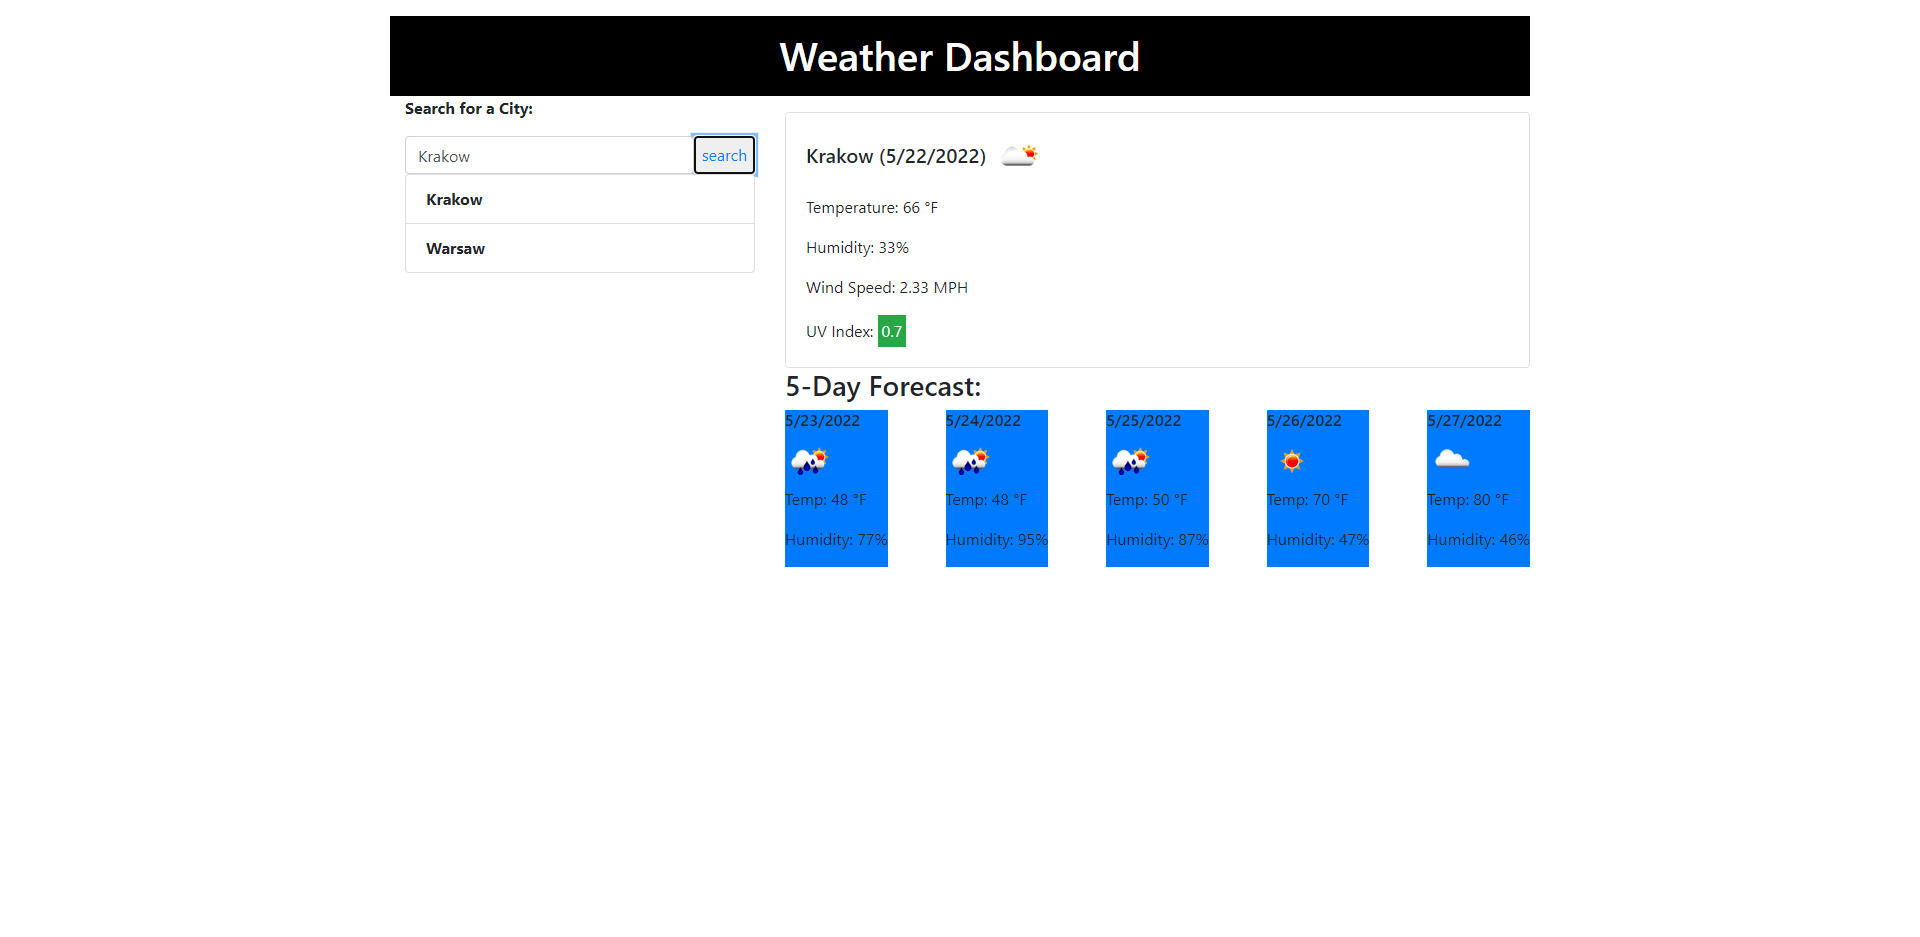 Weather Dashboard
Search for a City:
Krakow
search
Krakow
Warsaw
Krakow (5/22/2022)
Temperature: 66 °F
Humidity: 33%
Wind Speed: 2.33 MPH
UV Index: 0.7
5-Day Forecast:
5/23/2022
Temp: 48 °F
Humidity: 77%
5/24/2022
Temp: 48 °F
Humidity: 95%
5/25/2022
Temp: 50 °F
Humidity: 87%
5/26/2022
Temp: 70 °F
Humidity: 47%
5/27/2022
Temp: 80 °F
Humidity: 46%